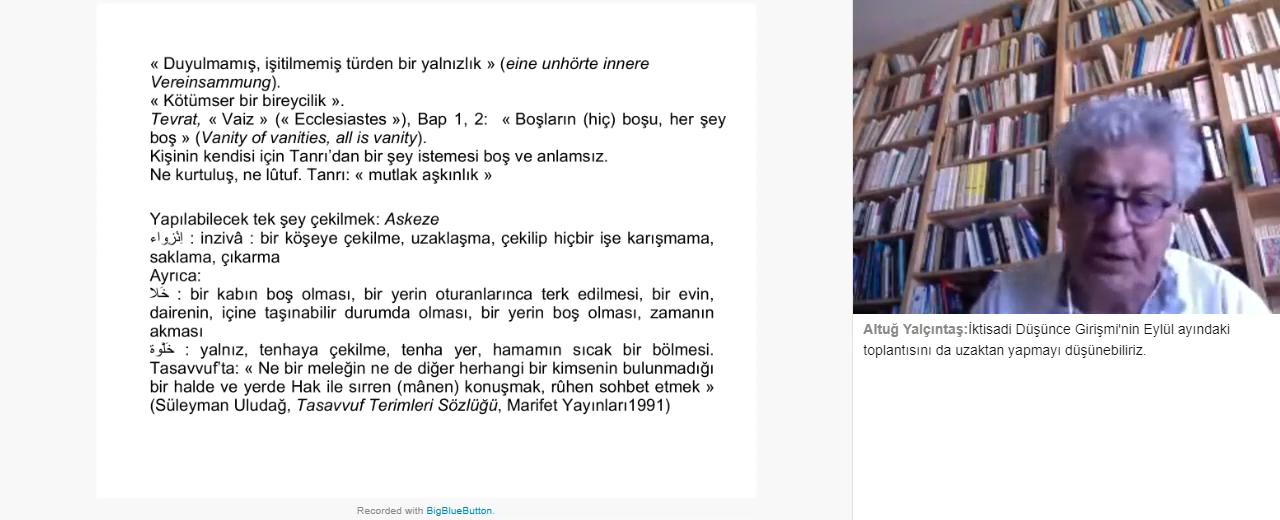 « Duyulmamış, işitilmemiş türden bir yalnızlık » (eine unhörte innere
Vereinsammung).
« Kötümser bir bireycilik ».
Tevrat, « Vaiz » (« Ecclesiastes »), Bap 1, 2: « Boşların (hiç) boşu, her şey
boş » (Vanity of vanities, all is vanity).
Kişinin kendisi için Tanrı'dan bir şey istemesi boş ve anlamsız.
Ne kurtuluş, ne lûtuf. Tanrı: « mutlak aşkınlık »
Yapılabilecek tek şey çekilmek: Askeze
اِنْزِواء : inzivâ : bir köşeye çekilme, uzaklaşma, çekilip hiçbir işe karışmama,
saklama, çıkarma
Ayrıca:
خَلا : bir kabın boş olması, bir yerin oturanlarınca terk edilmesi, bir evin,
dairenin, içine taşınabilir durumda olması, bir yerin boş olması, zamanın
akması
خَلْوة : yalnız, tenhaya çekilme, tenha yer, hamamın sıcak bir bölmesi.
Tasavvuf'ta: « Ne bir meleğin ne de diğer herhangi bir kimsenin bulunmadığı
bir halde ve yerde Hak ile sırren (mânen) konuşmak, rûhen sohbet etmek »
(Süleyman Uludağ, Tasavvuf Terimleri Sözlüğü, Marifet Yayınları1991)
Recorded with BigBlueButton.
Altuğ Yalçıntaş:İktisadi Düşünce Girişmi'nin Eylül ayındaki
toplantısını da uzaktan yapmayı düşünebiliriz.